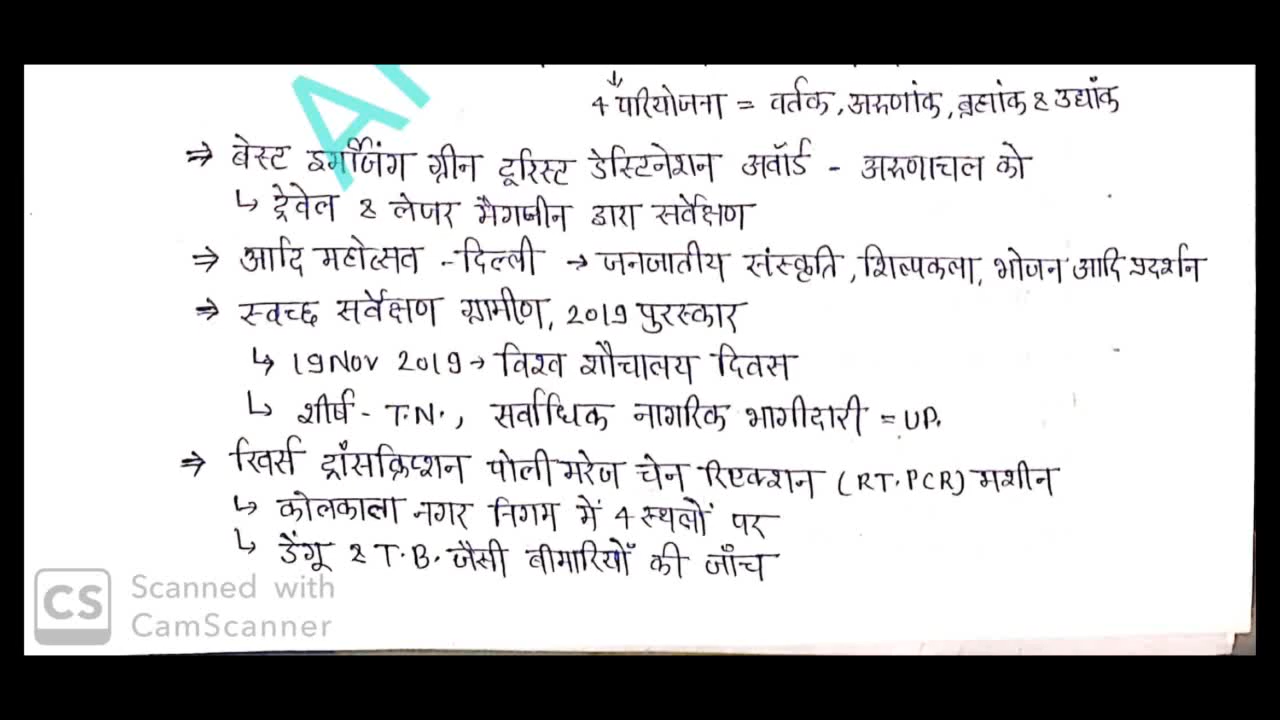 AR
4 परियोजना = वर्तक, अरुणांक, ब्रह्मांक & उद्याँक
⇒ बेस्ट इमर्जिंग ग्रीन टूरिस्ट डेस्टिनेशन अवॉर्ड - अरुणाचल को
↳ ट्रेवेल & लेजर मैगजीन द्वारा सर्वेक्षण
⇒ आदि महोत्सव - दिल्ली → जनजातीय संस्कृति, शिल्पकला, भोजन आदि प्रदर्शन
⇒ स्वच्छ सर्वेक्षण ग्रामीण, 2019 पुरस्कार
↳ 19 Nov 2019 → विश्व शौचालय दिवस
↳ शीर्ष - T.N., सर्वाधिक नागरिक भागीदारी = UP.
⇒ रिवर्स ट्राँसक्रिप्शन पोलीमरेज चेन रिएक्शन (RT.PCR) मशीन
↳ कोलकाता नगर निगम में 4 स्थलों पर
↳ डेंगू & T.B. जैसी बीमारियोँ की जाँच
CS Scanned with
CamScanner